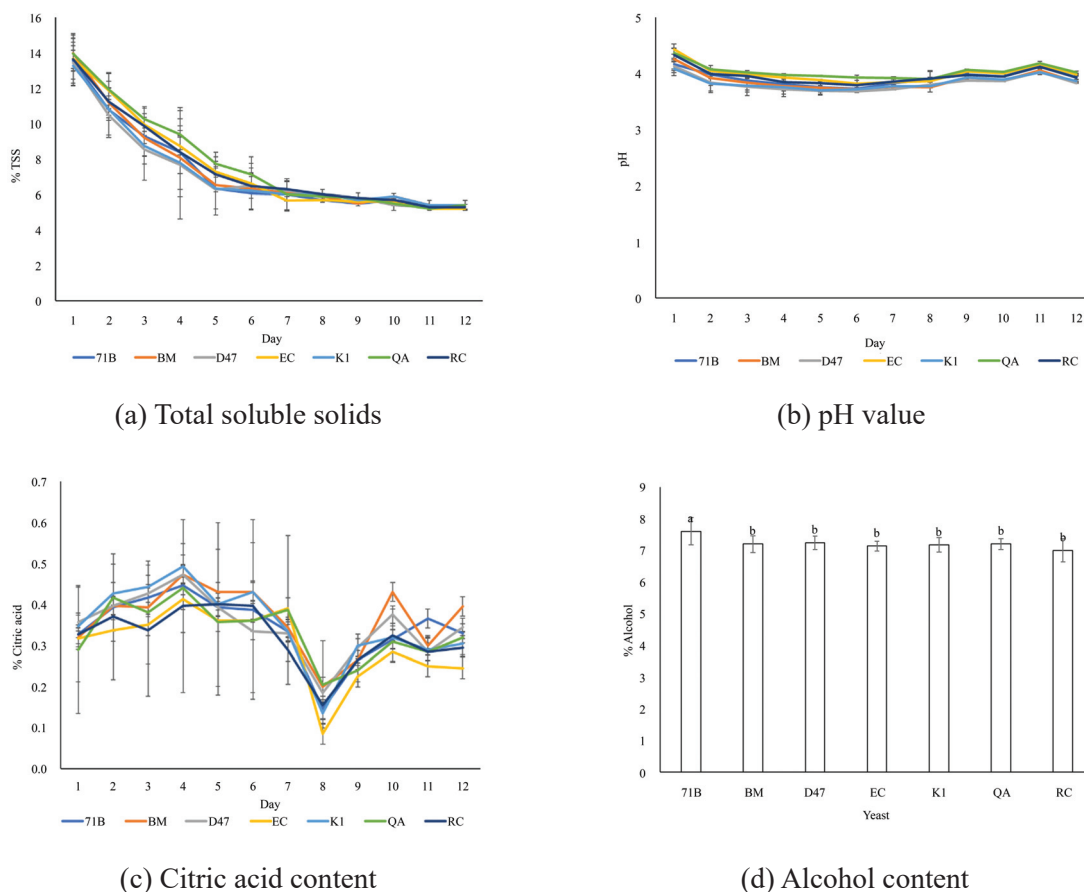 16
14
12
10
8
6
4
2
0
% TSS
1 2 3 4 5 6 7 8 9 10 11 12
Day
71B BM D47 EC K1 QA RC
(a) Total soluble solids
5
4
3
2
1
0
pH
1 2 3 4 5 6 7 8 9 10 11 12
Day
71B BM D47 EC K1 QA RC
(b) pH value
0.7
0.6
0.5
0.4
0.3
0.2
0.1
0.0
% Citric acid
1 2 3 4 5 6 7 8 9 10 11 12
Day
71B BM D47 EC K1 QA RC
(c) Citric acid content
9
8
7
6
5
4
3
2
1
0
% Alcohol
a b b b b b b
71B BM D47 EC K1 QA RC
Yeast
(d) Alcohol content